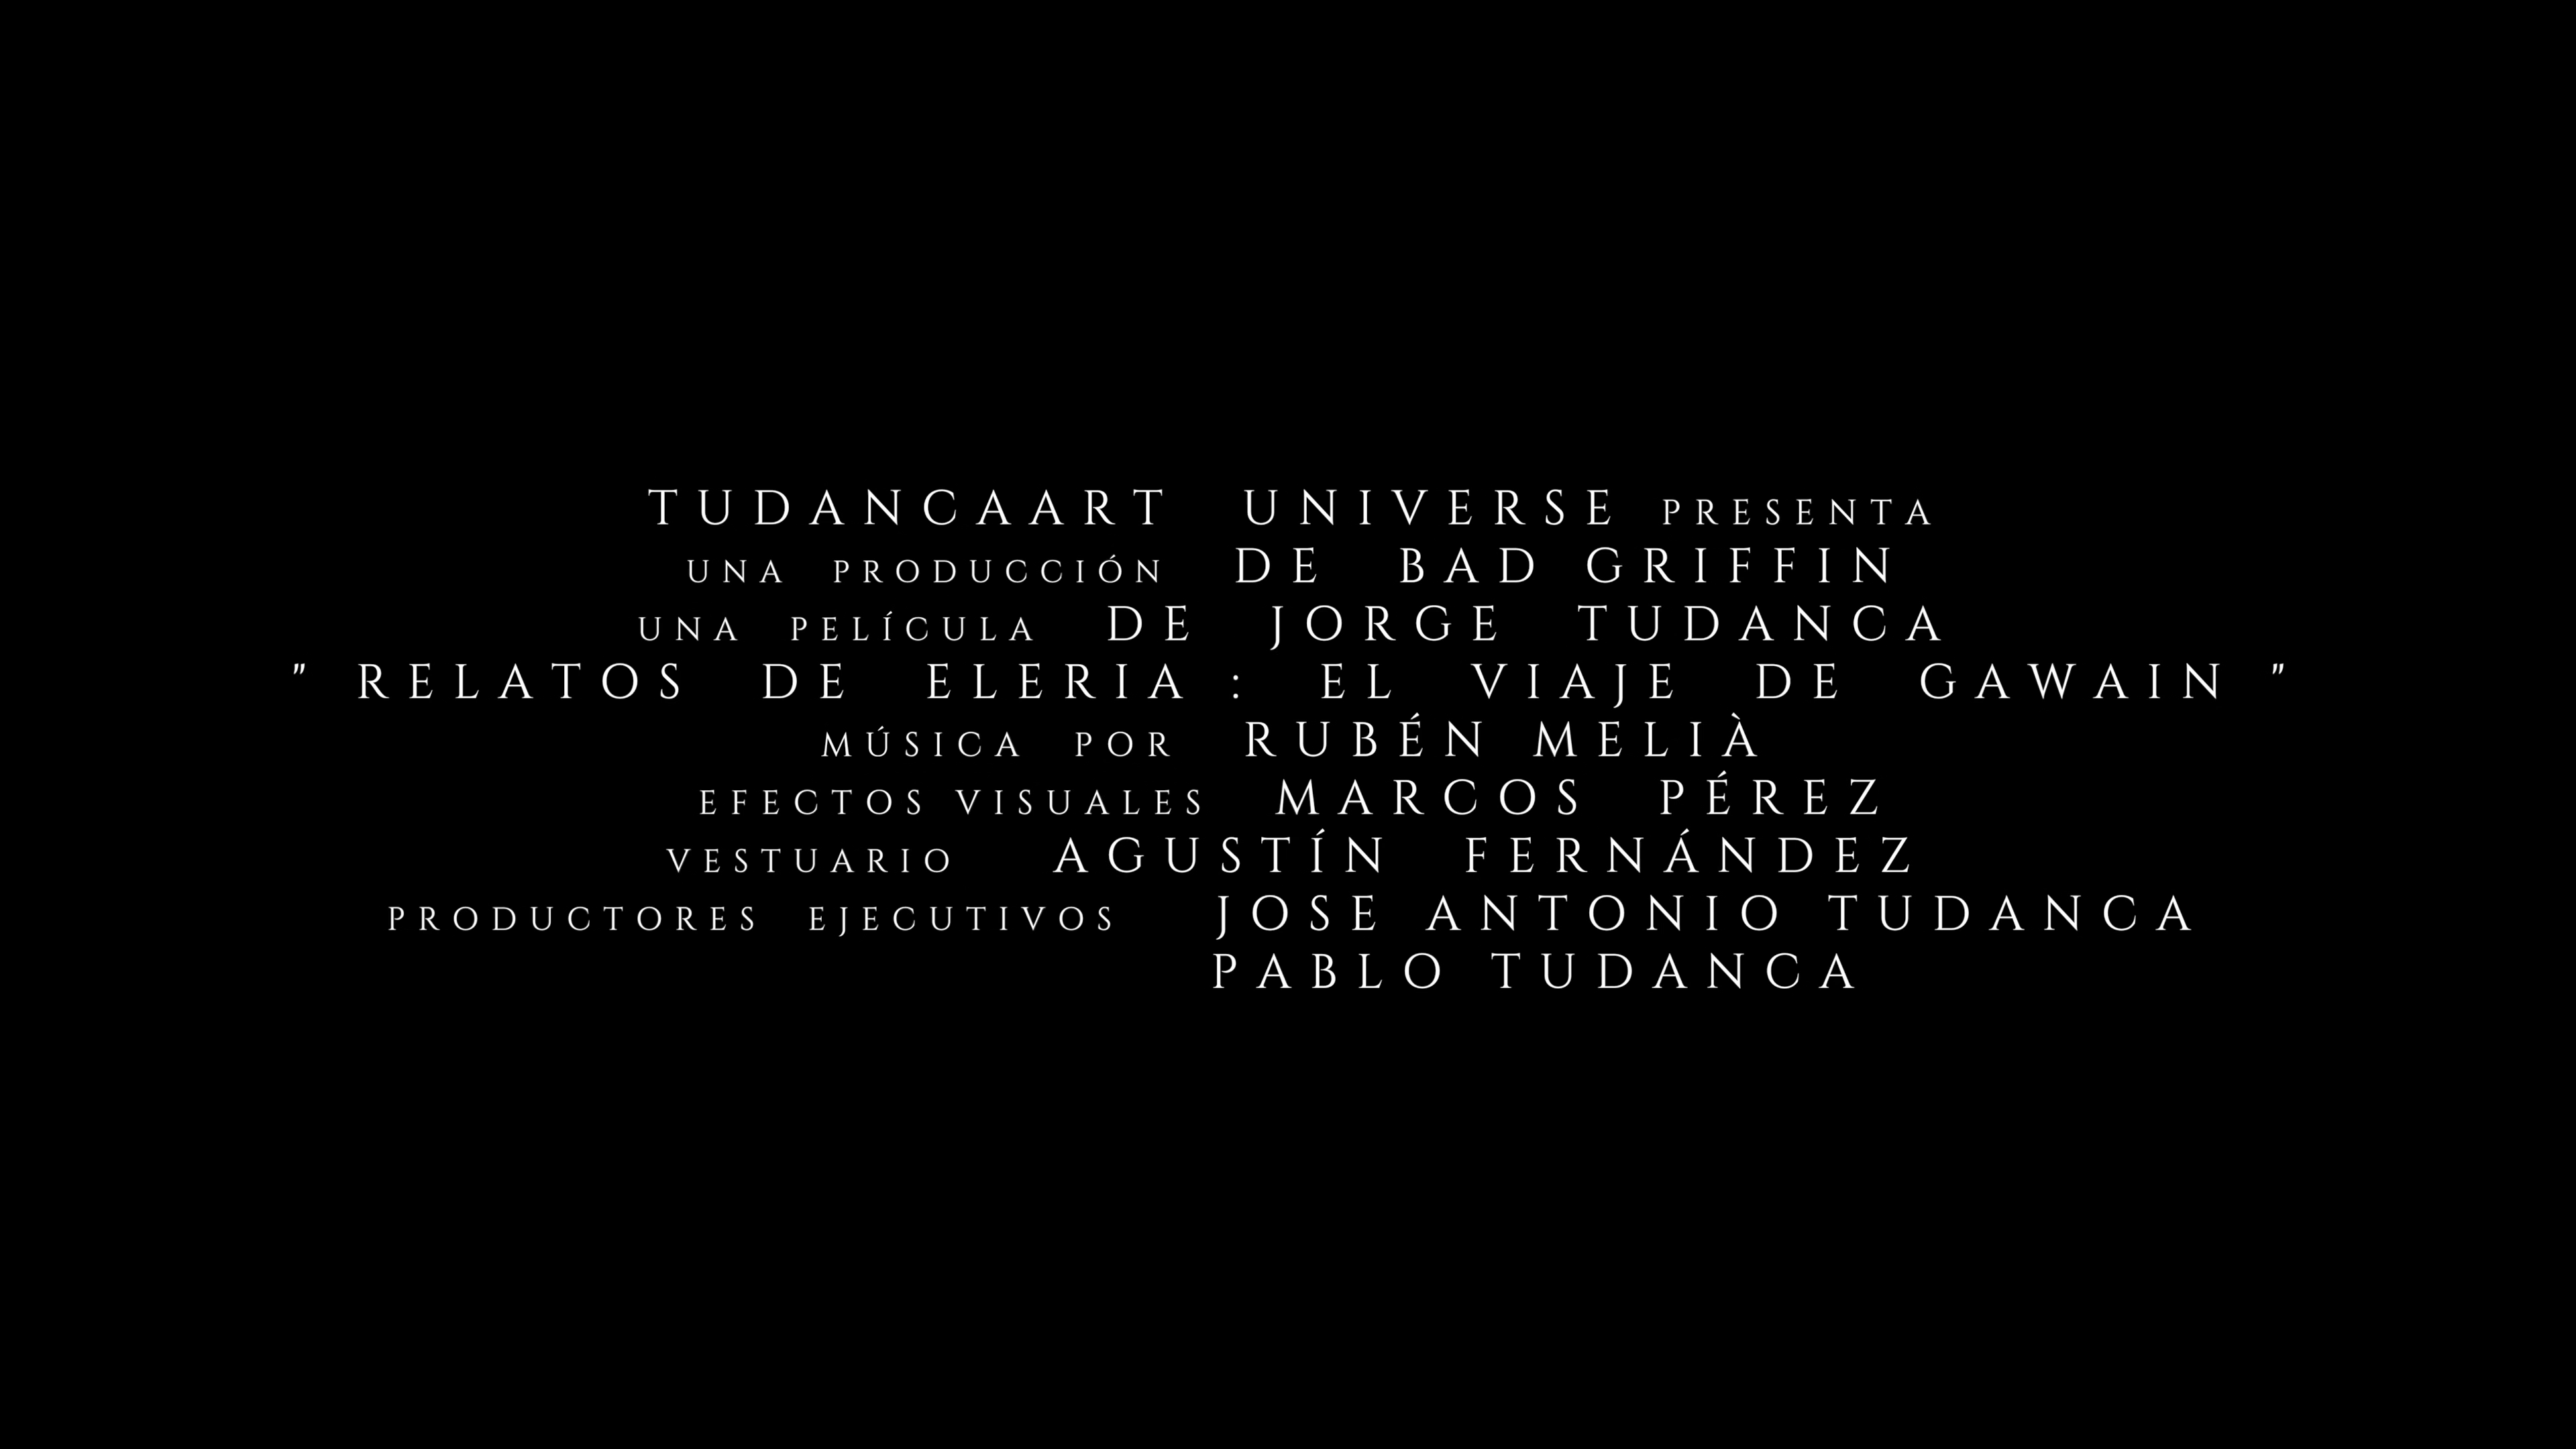 TUDANCAART UNIVERSE PRESENTA
UNA PRODUCCIÓN DE BAD GRIFFIN
UNA PELÍCULA DE JORGE TUDANCA
" RELATOS DE ELERIA : EL VIAJE DE GAWAIN "
MÚSICA POR RUBÉN MELIÀ
EFECTOS VISUALES MARCOS PÉREZ
VESTUARIO AGUSTÍN FERNÁNDEZ
PRODUCTORES EJECUTIVOS JOSE ANTONIO TUDANCA
PABLO TUDANCA